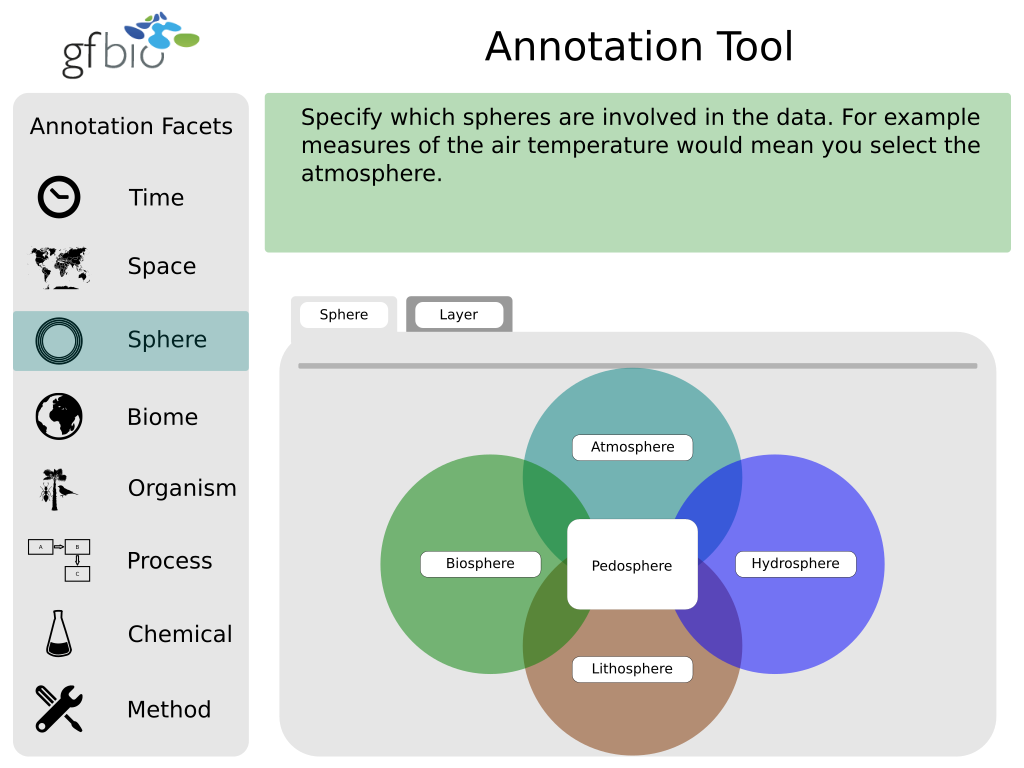 gfbio
Annotation Tool
Annotation Facets
Time
Space
Sphere
Biome
Organism
A
B
C
Process
Chemical
Method
Specify which spheres are involved in the data. For example
measures of the air temperature would mean you select the
atmosphere.
Sphere
Layer
Atmosphere
Biosphere
Pedosphere
Hydrosphere
Lithosphere